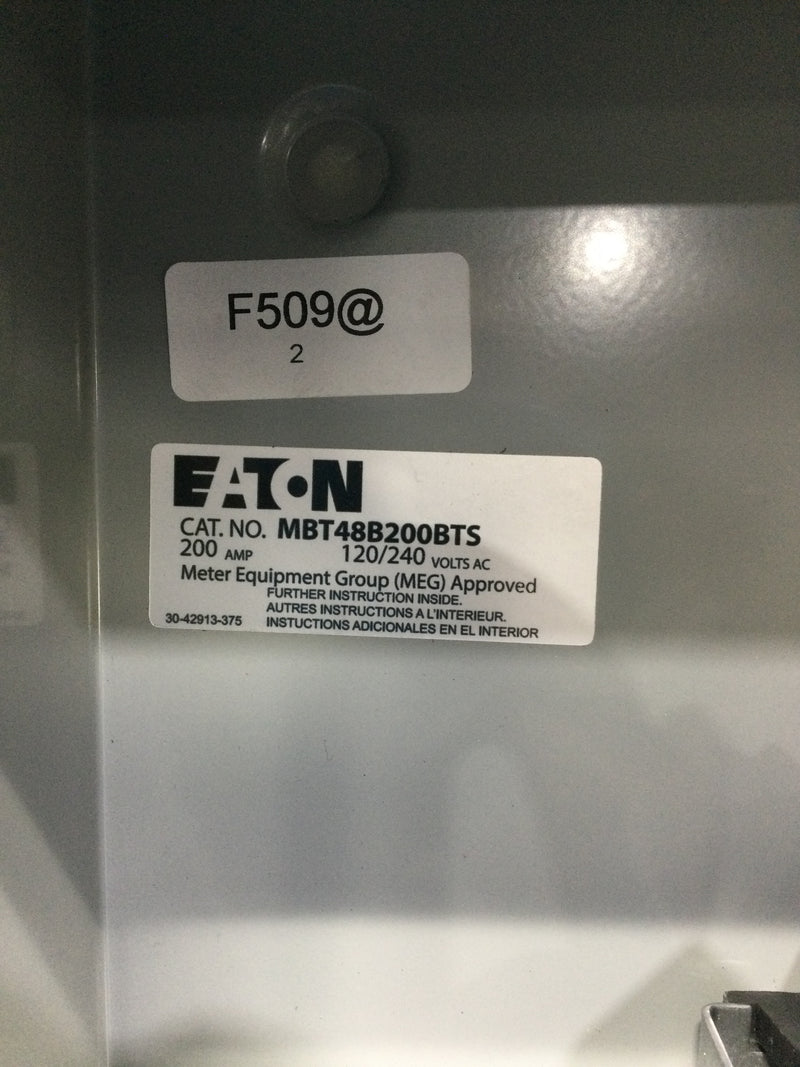 F509@
2
EATON
CAT. NO. MBT48B200BTS
200 AMP 120/240 VOLTS AC
Meter Equipment Group (MEG) Approved
FURTHER INSTRUCTION INSIDE.
AUTRES INSTRUCTIONS A L'INTERIEUR.
30-42913-375 INSTUCTIONS ADICIONALES EN EL INTERIOR